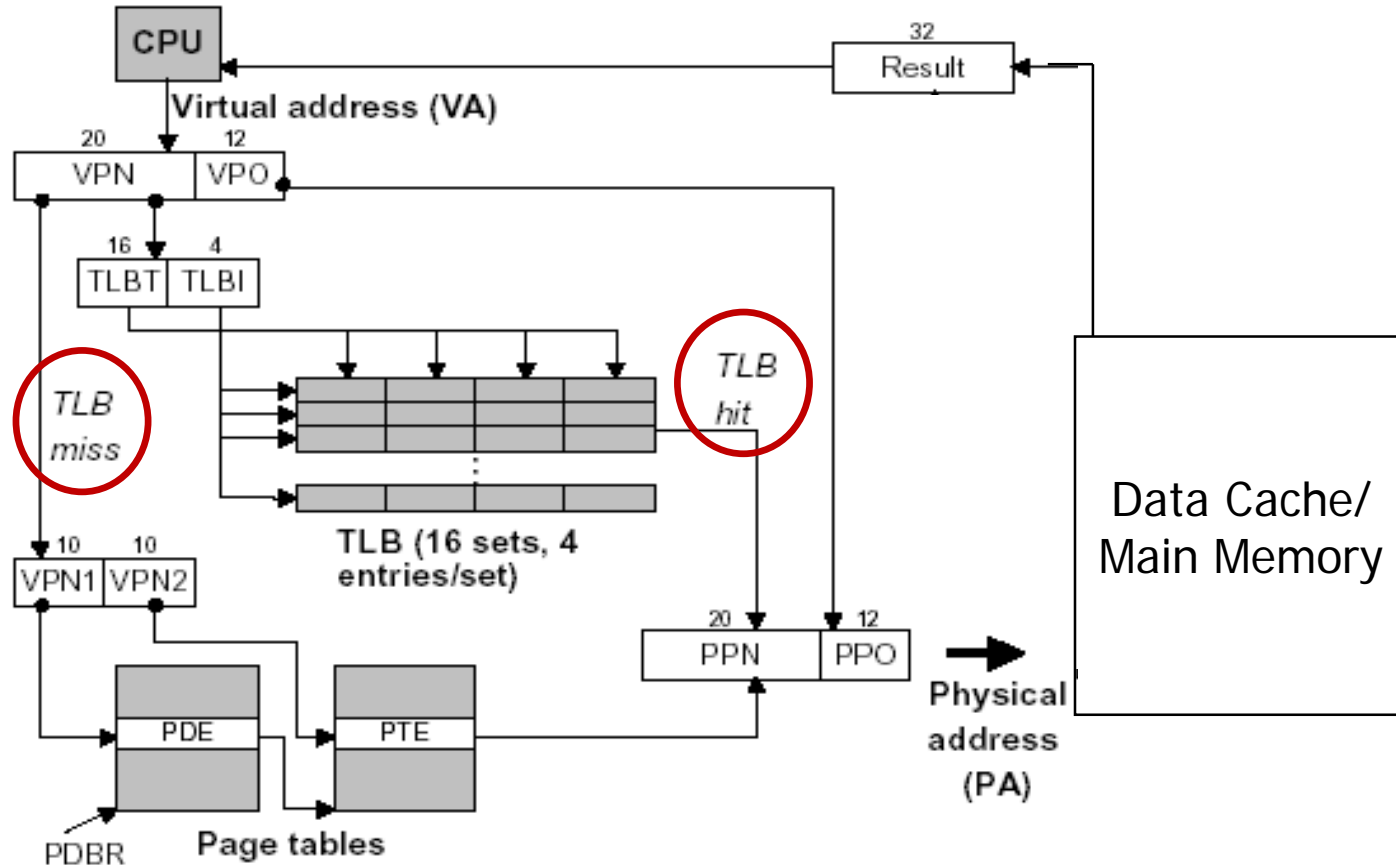 CPU
32
Result
Virtual address (VA)
20 12
VPN VPO
16 4
TLBT TLBI
TLB
hit
TLB
miss
TLB (16 sets, 4
entries/set)
10 10
VPN1 VPN2
Data Cache/
Main Memory
20 12
PPN PPO
Physical
address
(PA)
PDE
PTE
PDBR
Page tables